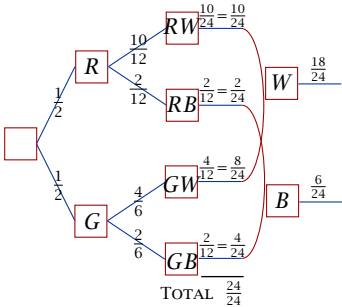 RW 10/24 = 10/24
10/12
R W 18/24
2/12
1/2 RB 2/12 = 2/24
1/2 GW 4/12 = 8/24
4/6 B 6/24
G
2/6
GB 2/12 = 4/24
TOTAL 24/24